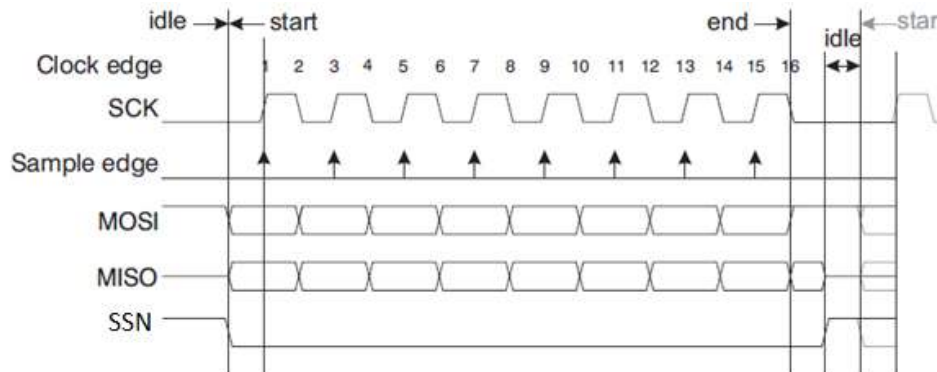 idle start end star
idle
Clock edge 1 2 3 4 5 6 7 8 9 10 11 12 13 14 15 16
SCK
Sample edge
MOSI
MISO
SSN